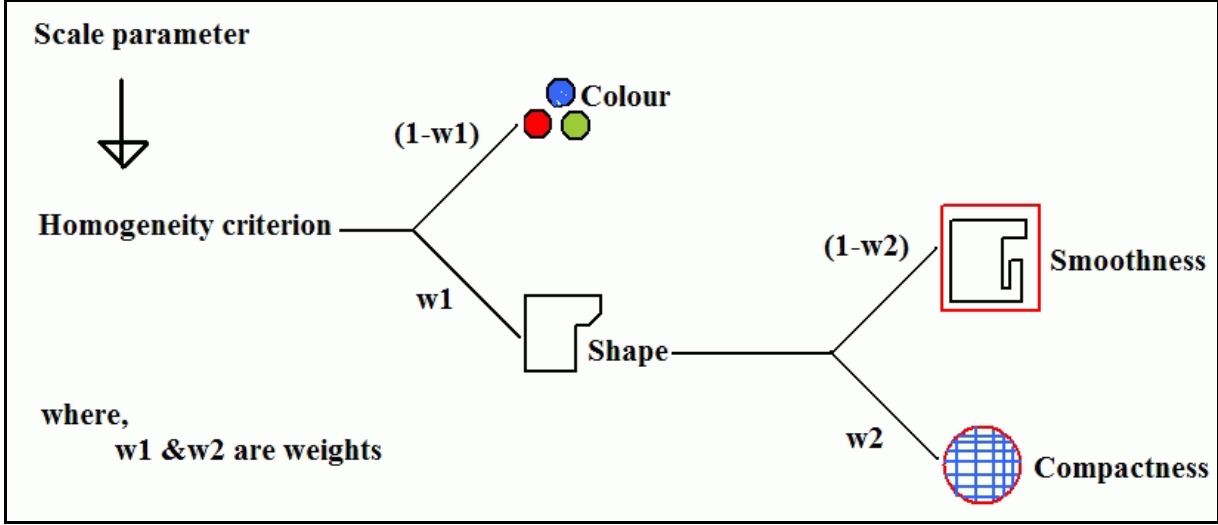 Scale parameter
Colour
(1-w1)
Homogeneity criterion
w1
Shape
(1-w2)
Smoothness
w2
Compactness
where,
w1 &w2 are weights